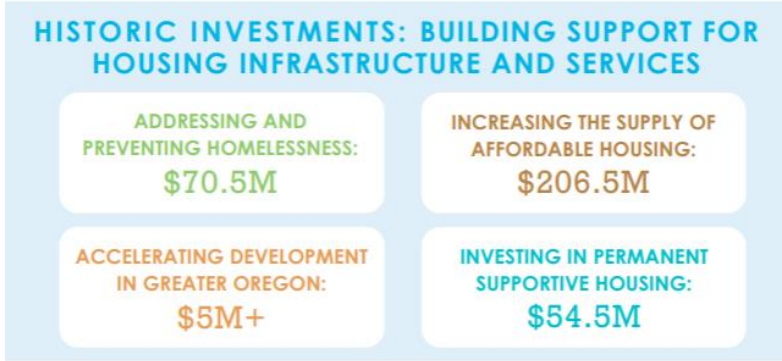 HISTORIC INVESTMENTS: BUILDING SUPPORT FOR
HOUSING INFRASTRUCTURE AND SERVICES
ADDRESSING AND
PREVENTING HOMELESSNESS:
$70.5M
INCREASING THE SUPPLY OF
AFFORDABLE HOUSING:
$206.5M
ACCELERATING DEVELOPMENT
IN GREATER OREGON:
$5M+
INVESTING IN PERMANENT
SUPPORTIVE HOUSING:
$54.5M